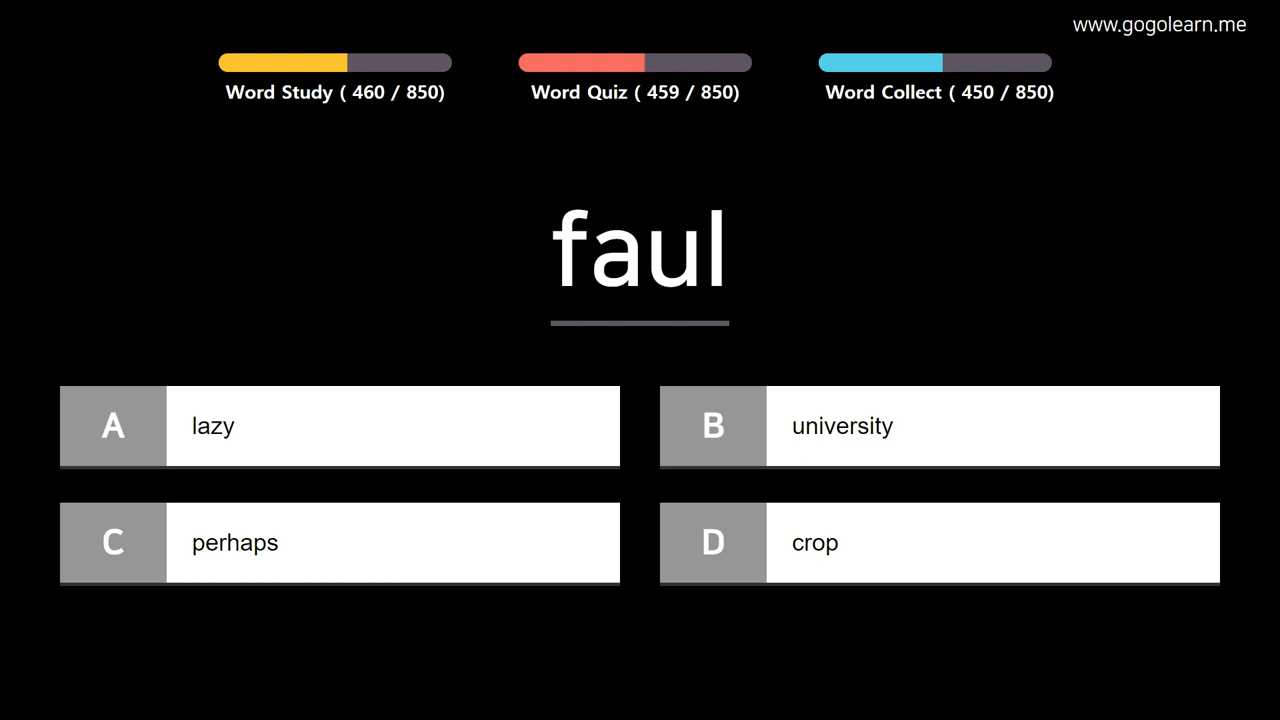 www.gogolearn.me
Word Study ( 460 / 850)
Word Quiz ( 459 / 850)
Word Collect ( 450 / 850)
faul
A lazy
B university
C perhaps
D crop